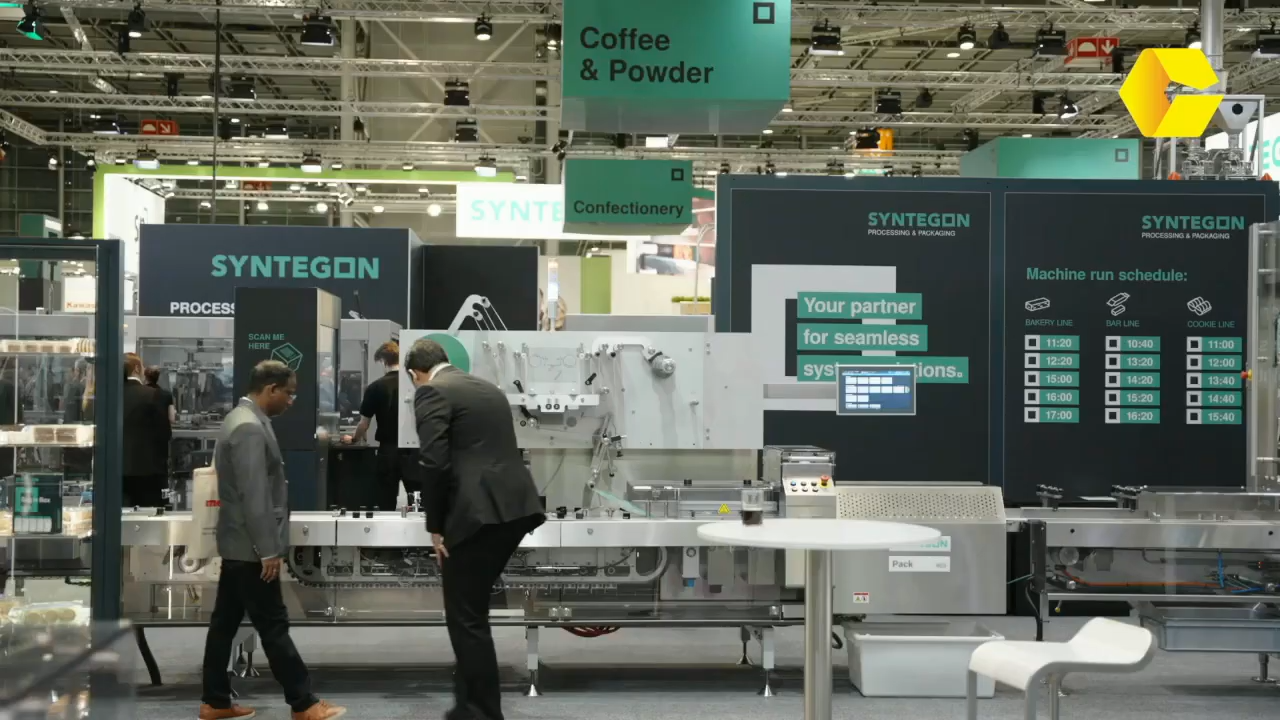 Coffee
& Powder
Confectionery
SYNTE
SYNTEGON
PROCESS
SCAN ME
HERE
SYNTEGON
PROCESSING & PACKAGING
Your partner
for seamless
SYNTEGON
PROCESSING & PACKAGING
Machine run schedule:
BAKERY LINE
BAR LINE
COOKIE LINE
11:20
10:40
11:00
12:20
13:20
12:00
15:00
14:20
13:40
16:00
15:20
14:40
17:00
16:20
15:40
Pack